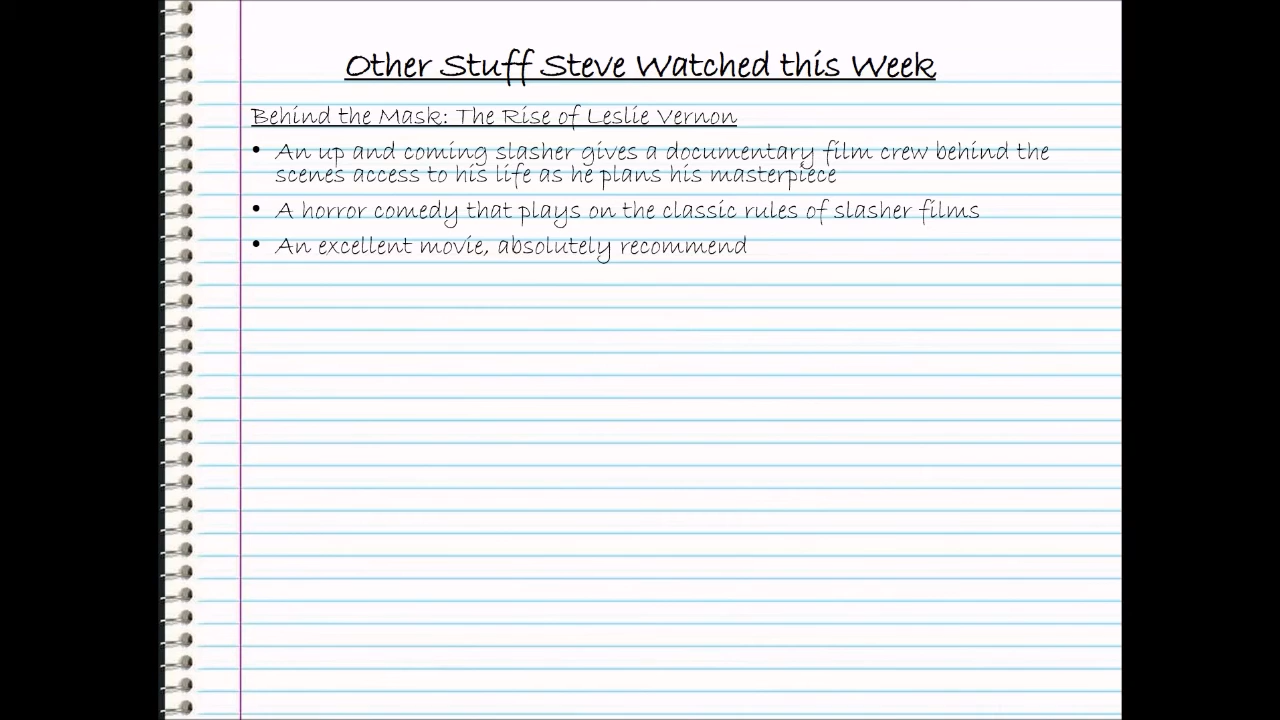 Other Stuff Steve Watched this Week
Behind the Mask: The Rise of Leslie Vernon
• An up and coming slasher gives a documentary film crew behind the
scenes access to his life as he plans his masterpiece
• A horror comedy that plays on the classic rules of slasher films
• An excellent movie, absolutely recommend